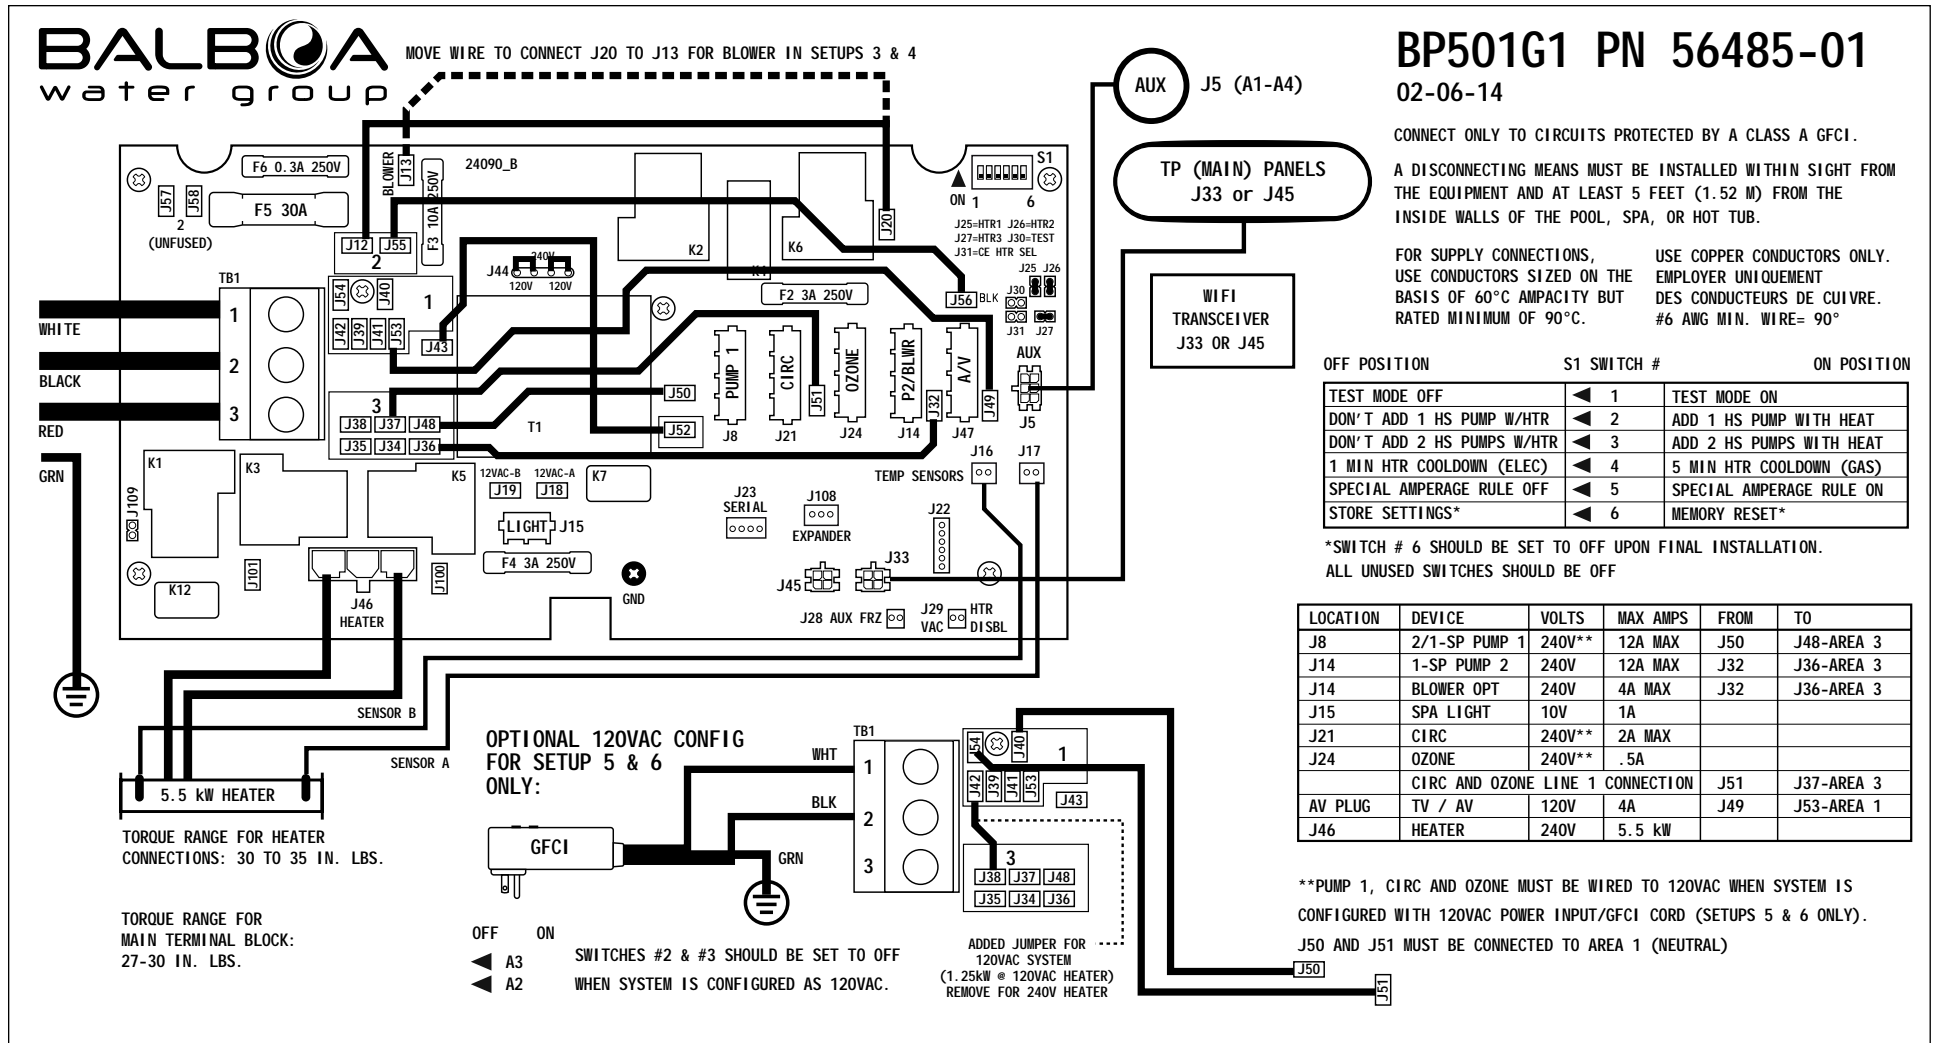 BALBOA
water group
MOVE WIRE TO CONNECT J20 TO J13 FOR BLOWER IN SETUPS 3 & 4
AUX
J5 (A1-A4)
TP (MAIN) PANELS
J33 or J45
WIFI
TRANSCEIVER
J33 OR J45
BP501G1 PN 56485-01
02-06-14
CONNECT ONLY TO CIRCUITS PROTECTED BY A CLASS A GFCI.
A DISCONNECTING MEANS MUST BE INSTALLED WITHIN SIGHT FROM
THE EQUIPMENT AND AT LEAST 5 FEET (1.52 M) FROM THE
INSIDE WALLS OF THE POOL, SPA, OR HOT TUB.
FOR SUPPLY CONNECTIONS,
USE CONDUCTORS SIZED ON THE
BASIS OF 60°C AMPACITY BUT
RATED MINIMUM OF 90°C.
USE COPPER CONDUCTORS ONLY.
EMPLOYER UNIQUEMENT
DES CONDUCTEURS DE CUIVRE.
#6 AWG MIN. WIRE= 90°
F6 0.3A 250V
J57
J58
2
(UNFUSED)
F5 30A
BLOWER
J13
F3 10A 250V
24090_B
J12
J55
2
240V
J44
120V 120V
K2
K6
J20
S1
ON 1 6
J25=HTR1 J26=HTR2
J27=HTR3 J30=TEST
J31=CE HTR SEL
J25 J26
J30
J31 J27
J56 BLK
F2 3A 250V
TB1
1
2
3
WHITE
BLACK
RED
GRN
J54
J40
1
J42
J39
J41
J53
J43
3
J38 J37 J48
J35 J34 J36
T1
J50
J52
PUMP 1
J8
CIRC
J21
J51
OZONE
J24
P2/BLWR
J14
J32
A/V
J47
J49
AUX
J5
K1
K3
K5
12VAC-B 12VAC-A
J19 J18
K7
J109
LIGHT
J15
F4 3A 250V
J101
J100
K12
J46
HEATER
GND
J23
SERIAL
J108
EXPANDER
J22
TEMP SENSORS
J16 J17
J45
J33
J28 AUX FRZ
J29
VAC
HTR
DISBL
SENSOR B
SENSOR A
5.5 kW HEATER
TORQUE RANGE FOR HEATER
CONNECTIONS: 30 TO 35 IN. LBS.
TORQUE RANGE FOR
MAIN TERMINAL BLOCK:
27-30 IN. LBS.
OPTIONAL 120VAC CONFIG
FOR SETUP 5 & 6
ONLY:
GFCI
WHT
BLK
GRN
TB1
1
2
3
J54
J40
1
J42
J39
J41
J53
J43
3
J38 J37 J48
J35 J34 J36
ADDED JUMPER FOR
120VAC SYSTEM
(1.25kW @ 120VAC HEATER)
REMOVE FOR 240V HEATER
J50
J51
OFF ON
A3
A2
SWITCHES #2 & #3 SHOULD BE SET TO OFF
WHEN SYSTEM IS CONFIGURED AS 120VAC.
OFF POSITION S1 SWITCH # ON POSITION
TEST MODE OFF 1 TEST MODE ON
DON'T ADD 1 HS PUMP W/HTR 2 ADD 1 HS PUMP WITH HEAT
DON'T ADD 2 HS PUMPS W/HTR 3 ADD 2 HS PUMPS WITH HEAT
1 MIN HTR COOLDOWN (ELEC) 4 5 MIN HTR COOLDOWN (GAS)
SPECIAL AMPERAGE RULE OFF 5 SPECIAL AMPERAGE RULE ON
STORE SETTINGS* 6 MEMORY RESET*
*SWITCH # 6 SHOULD BE SET TO OFF UPON FINAL INSTALLATION.
ALL UNUSED SWITCHES SHOULD BE OFF
LOCATION DEVICE VOLTS MAX AMPS FROM TO
J8 2/1-SP PUMP 1 240V** 12A MAX J50 J48-AREA 3
J14 1-SP PUMP 2 240V 12A MAX J32 J36-AREA 3
J14 BLOWER OPT 240V 4A MAX J32 J36-AREA 3
J15 SPA LIGHT 10V 1A
J21 CIRC 240V** 2A MAX
J24 OZONE 240V** .5A
CIRC AND OZONE LINE 1 CONNECTION J51 J37-AREA 3
AV PLUG TV / AV 120V 4A J49 J53-AREA 1
J46 HEATER 240V 5.5 kW
**PUMP 1, CIRC AND OZONE MUST BE WIRED TO 120VAC WHEN SYSTEM IS
CONFIGURED WITH 120VAC POWER INPUT/GFCI CORD (SETUPS 5 & 6 ONLY).
J50 AND J51 MUST BE CONNECTED TO AREA 1 (NEUTRAL)